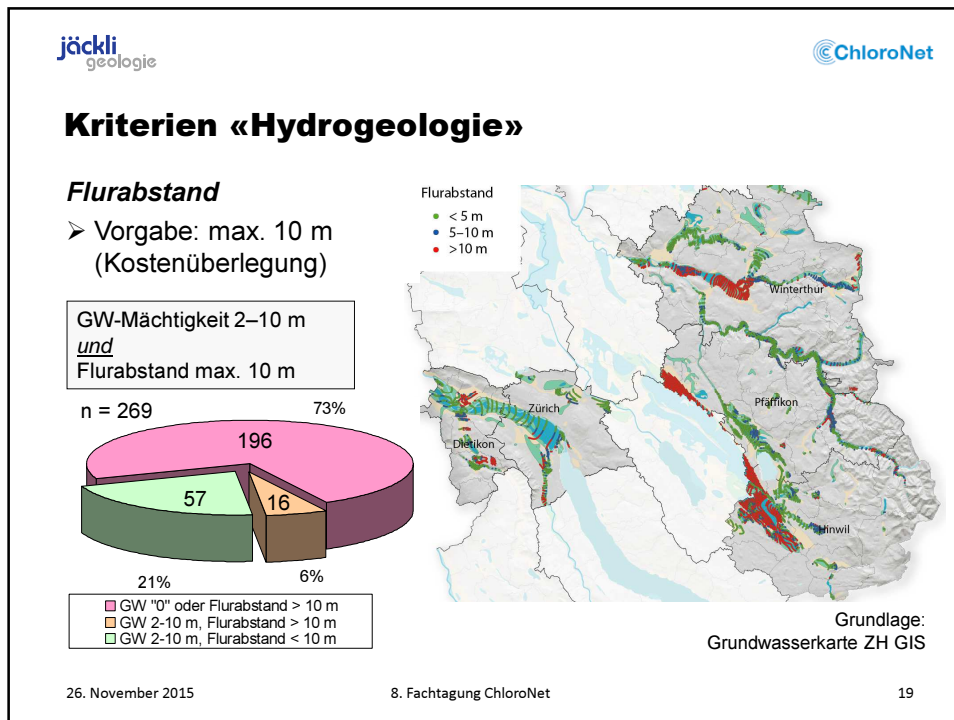 jäckli
geologie
ChloroNet
Kriterien «Hydrogeologie»
Flurabstand
➢ Vorgabe: max. 10 m
(Kostenüberlegung)
GW-Mächtigkeit 2–10 m
und
Flurabstand max. 10 m
n = 269
73%
196
57
16
21%
6%
GW "0" oder Flurabstand > 10 m
GW 2-10 m, Flurabstand > 10 m
GW 2-10 m, Flurabstand < 10 m
Flurabstand
< 5 m
5–10 m
>10 m
Winterthur
Zürich
Pfäffikon
Dietikon
Hinwil
Grundlage:
Grundwasserkarte ZH GIS
26. November 2015
8. Fachtagung ChloroNet
19